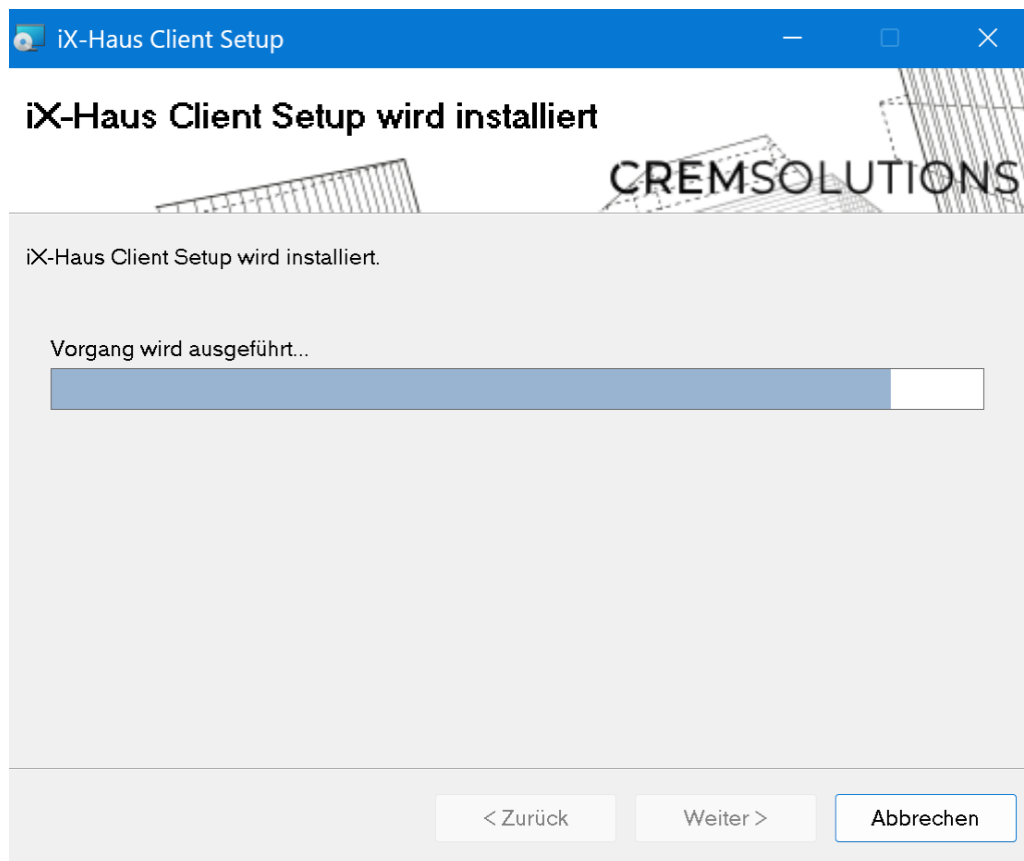 iX-Haus Client Setup
iX-Haus Client Setup wird installiert
CREMSOLUTIONS
iX-Haus Client Setup wird installiert.
Vorgang wird ausgeführt...
< Zurück
Weiter >
Abbrechen